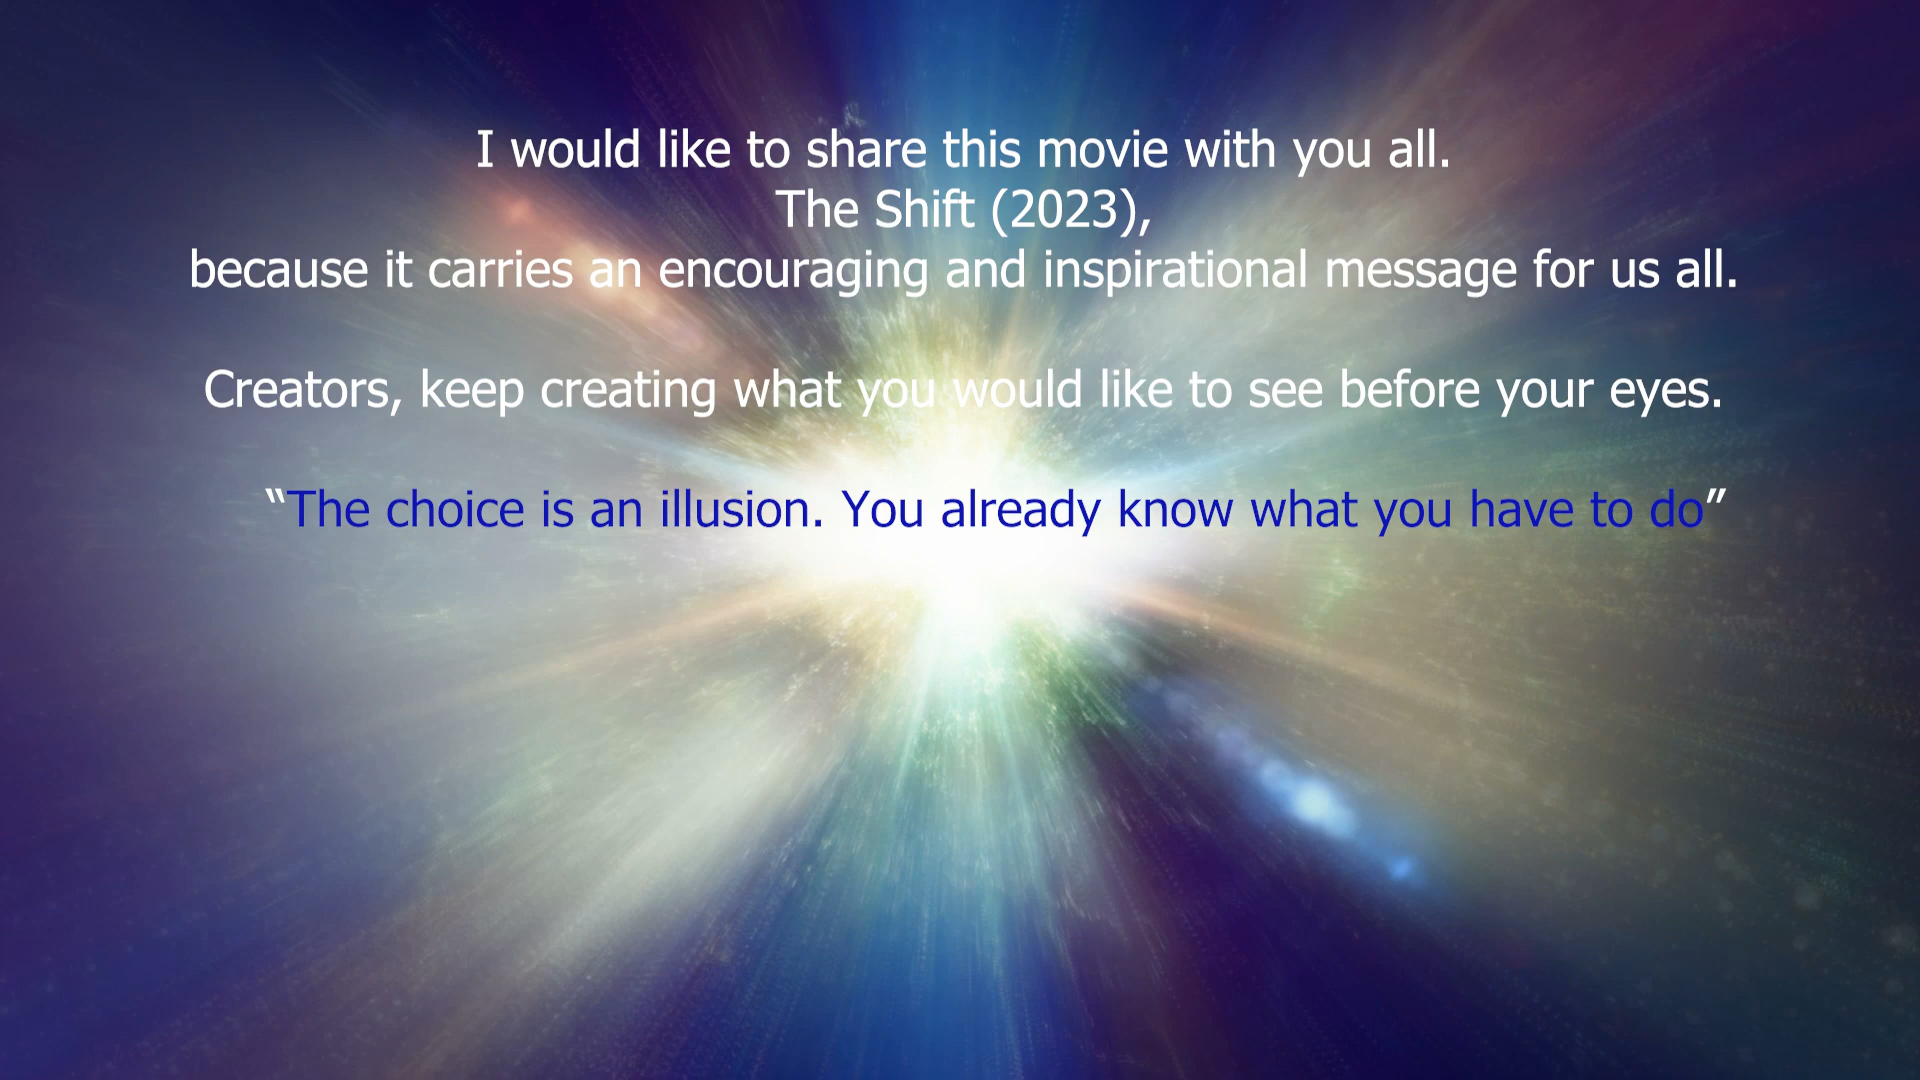 I would like to share this movie with you all.
The Shift (2023),
because it carries an encouraging and inspirational message for us all.
Creators, keep creating what you would like to see before your eyes.
“The choice is an illusion. You already know what you have to do”